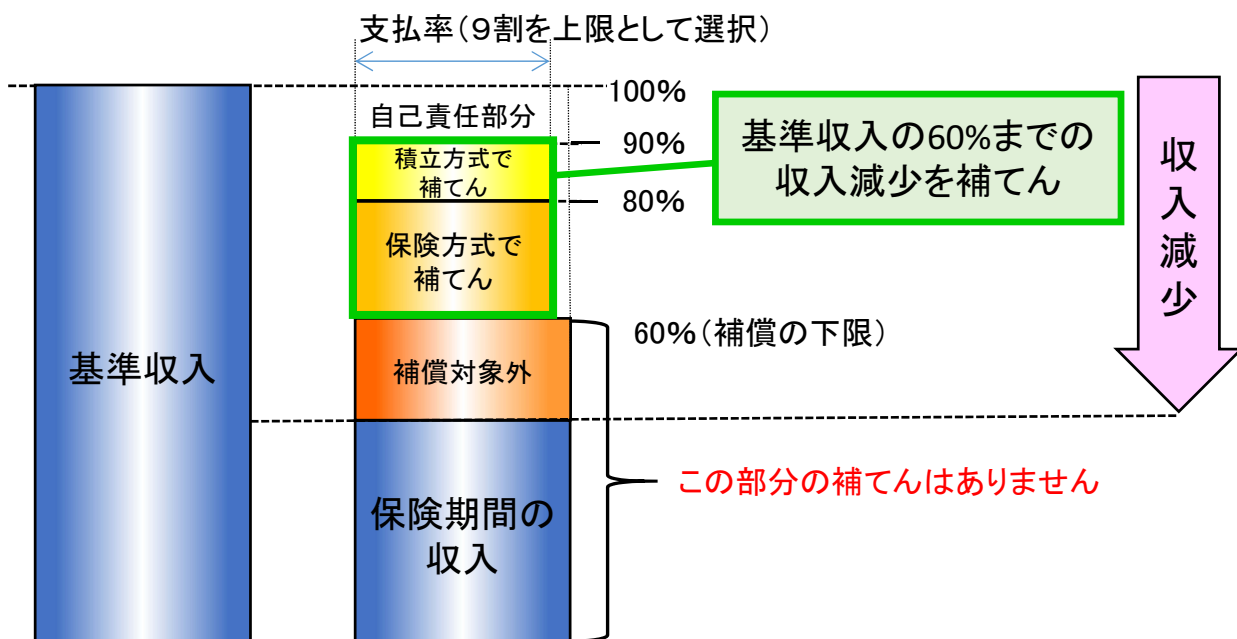 支払率（９割を上限として選択）
100%
自己責任部分
90%
積立方式で
補てん
80%
保険方式で
補てん
基準収入の60%までの
収入減少を補てん
収入減少
60%（補償の下限）
基準収入
補償対象外
この部分の補てんはありません
保険期間の
収入